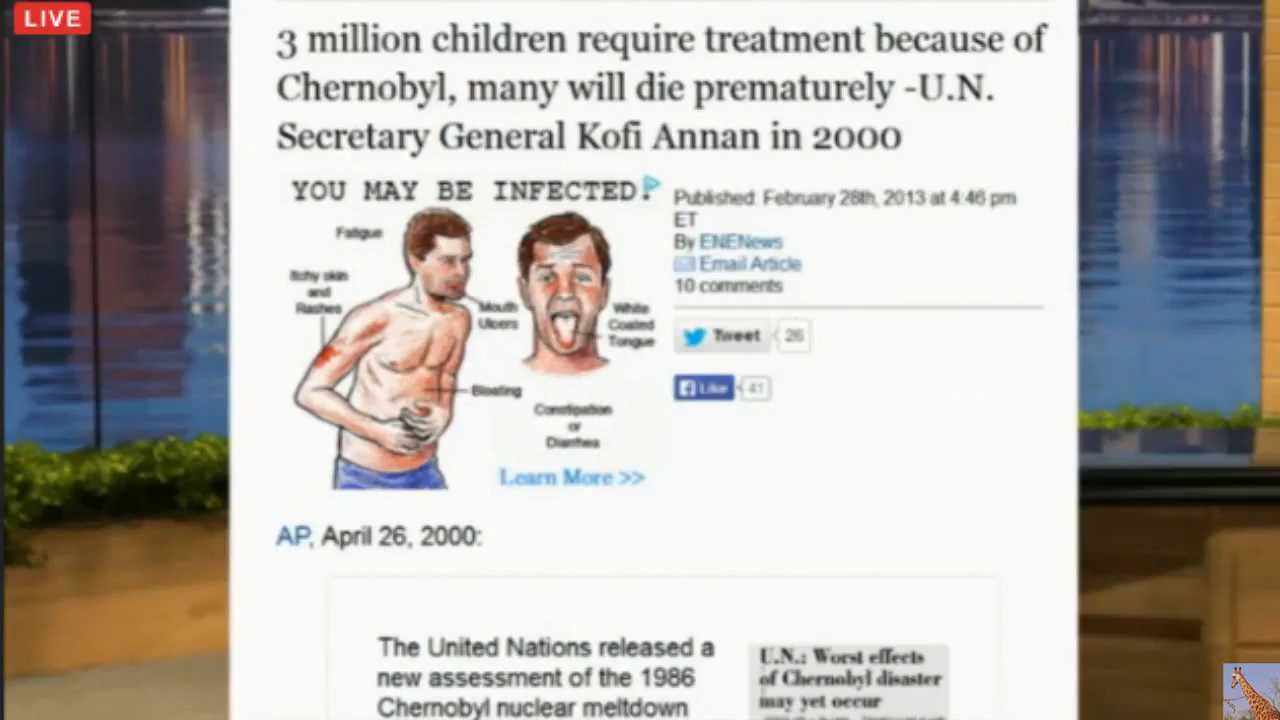 LIVE
3 million children require treatment because of
Chernobyl, many will die prematurely -U.N.
Secretary General Kofi Annan in 2000
YOU MAY BE INFECTED!
Fatigue
Itchy skin
and
Rashes
Mouth
Ulcers
White
Coated
Tongue
Bloating
Constipation
or
Diarrhea
Learn More >>
Published: February 28th, 2013 at 4:46 pm
ET
By ENENews
Email Article
10 comments
Tweet 26
Like 41
AP, April 26, 2000:
The United Nations released a
new assessment of the 1986
Chernobyl nuclear meltdown
U.N.: Worst effects
of Chernobyl disaster
may yet occur